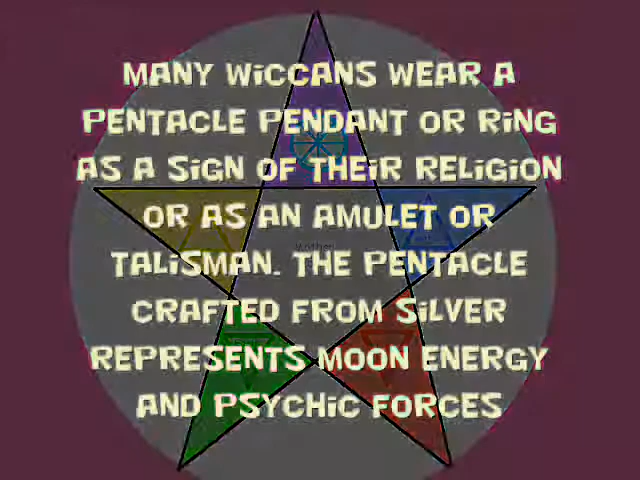 MANY WiCCANS WEAR A
PENTACLE PENDANT OR RiNG
AS A SiGN OF THEiR RELiGiON
OR AS AN AMULET OR
TALiSMAN. THE PENTACLE
CRAFTED FROM SiLVER
REPRESENTS MOON ENERGY
AND PSYCHiC FORCES